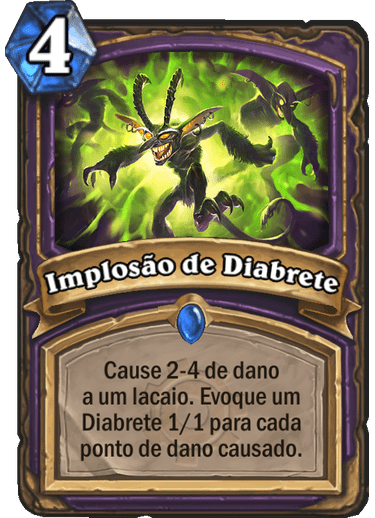 4
Implosão de Diabrete
Cause 2-4 de dano
a um lacaio. Evoque um
Diabrete 1/1 para cada
ponto de dano causado.